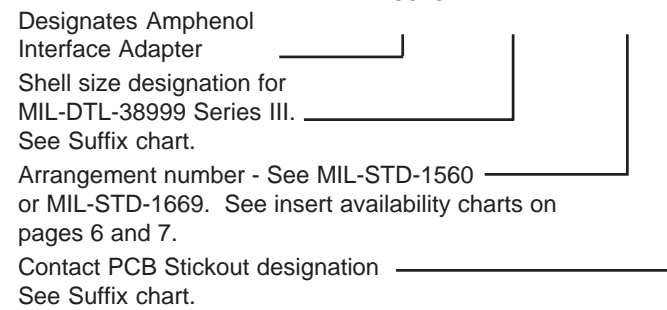 Designates Amphenol
Interface Adapter
Shell size designation for
MIL-DTL-38999 Series III.
See Suffix chart.
Arrangement number - See MIL-STD-1560
or MIL-STD-1669. See insert availability charts on
pages 6 and 7.
Contact PCB Stickout designation
See Suffix chart.